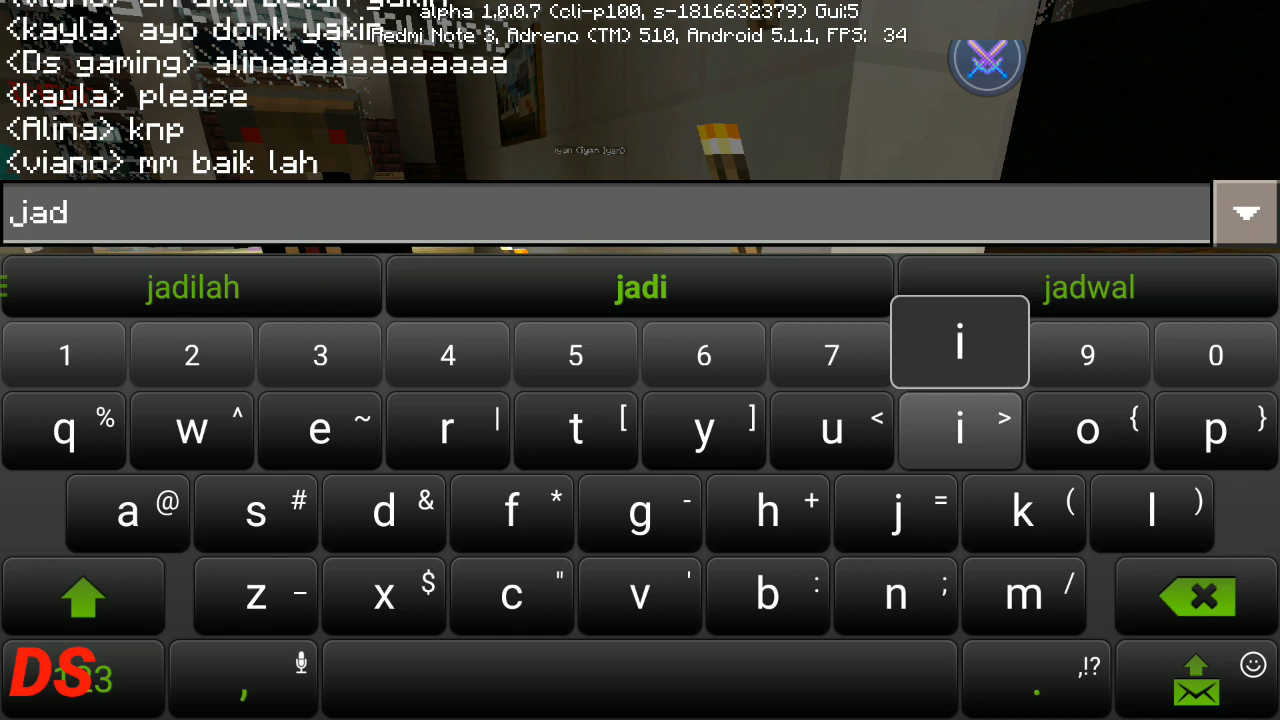 alpha 1.0.0.7 (cli-p100, s-1816632379) Gui:5
<kayla> ayo donk yakin
Redmi Note 3, Adreno (TM) 510, Android 5.1.1, FPS: 34
<Ds gaming> alinaaaaaaaaaaaa
<kayla> please
<Alina> knp
<viano> mm baik lah
.jad
jadilah jadi jadwal
i
1 2 3 4 5 6 7 9 0
q % w ^ e ~ r | t [ y ] u < i > o { p }
a @ s # d & f * g - h + j = k ( l )
z _ x $ c " v ' b : n ; m /
DS 123 , . ,!?